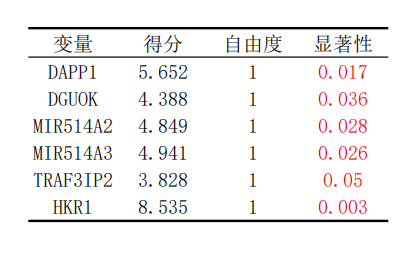 变量 得分 自由度 显著性
DAPP1 5.652 1 0.017
DGUOK 4.388 1 0.036
MIR514A2 4.849 1 0.028
MIR514A3 4.941 1 0.026
TRAF3IP2 3.828 1 0.05
HKR1 8.535 1 0.003